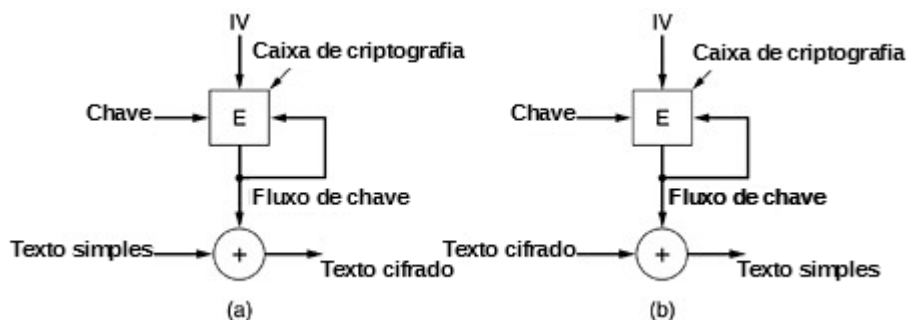 IV
Caixa de criptografia
Chave
E
Fluxo de chave
Texto simples
+
Texto cifrado
(a)
IV
Caixa de criptografia
Chave
E
Fluxo de chave
Texto cifrado
+
Texto simples
(b)